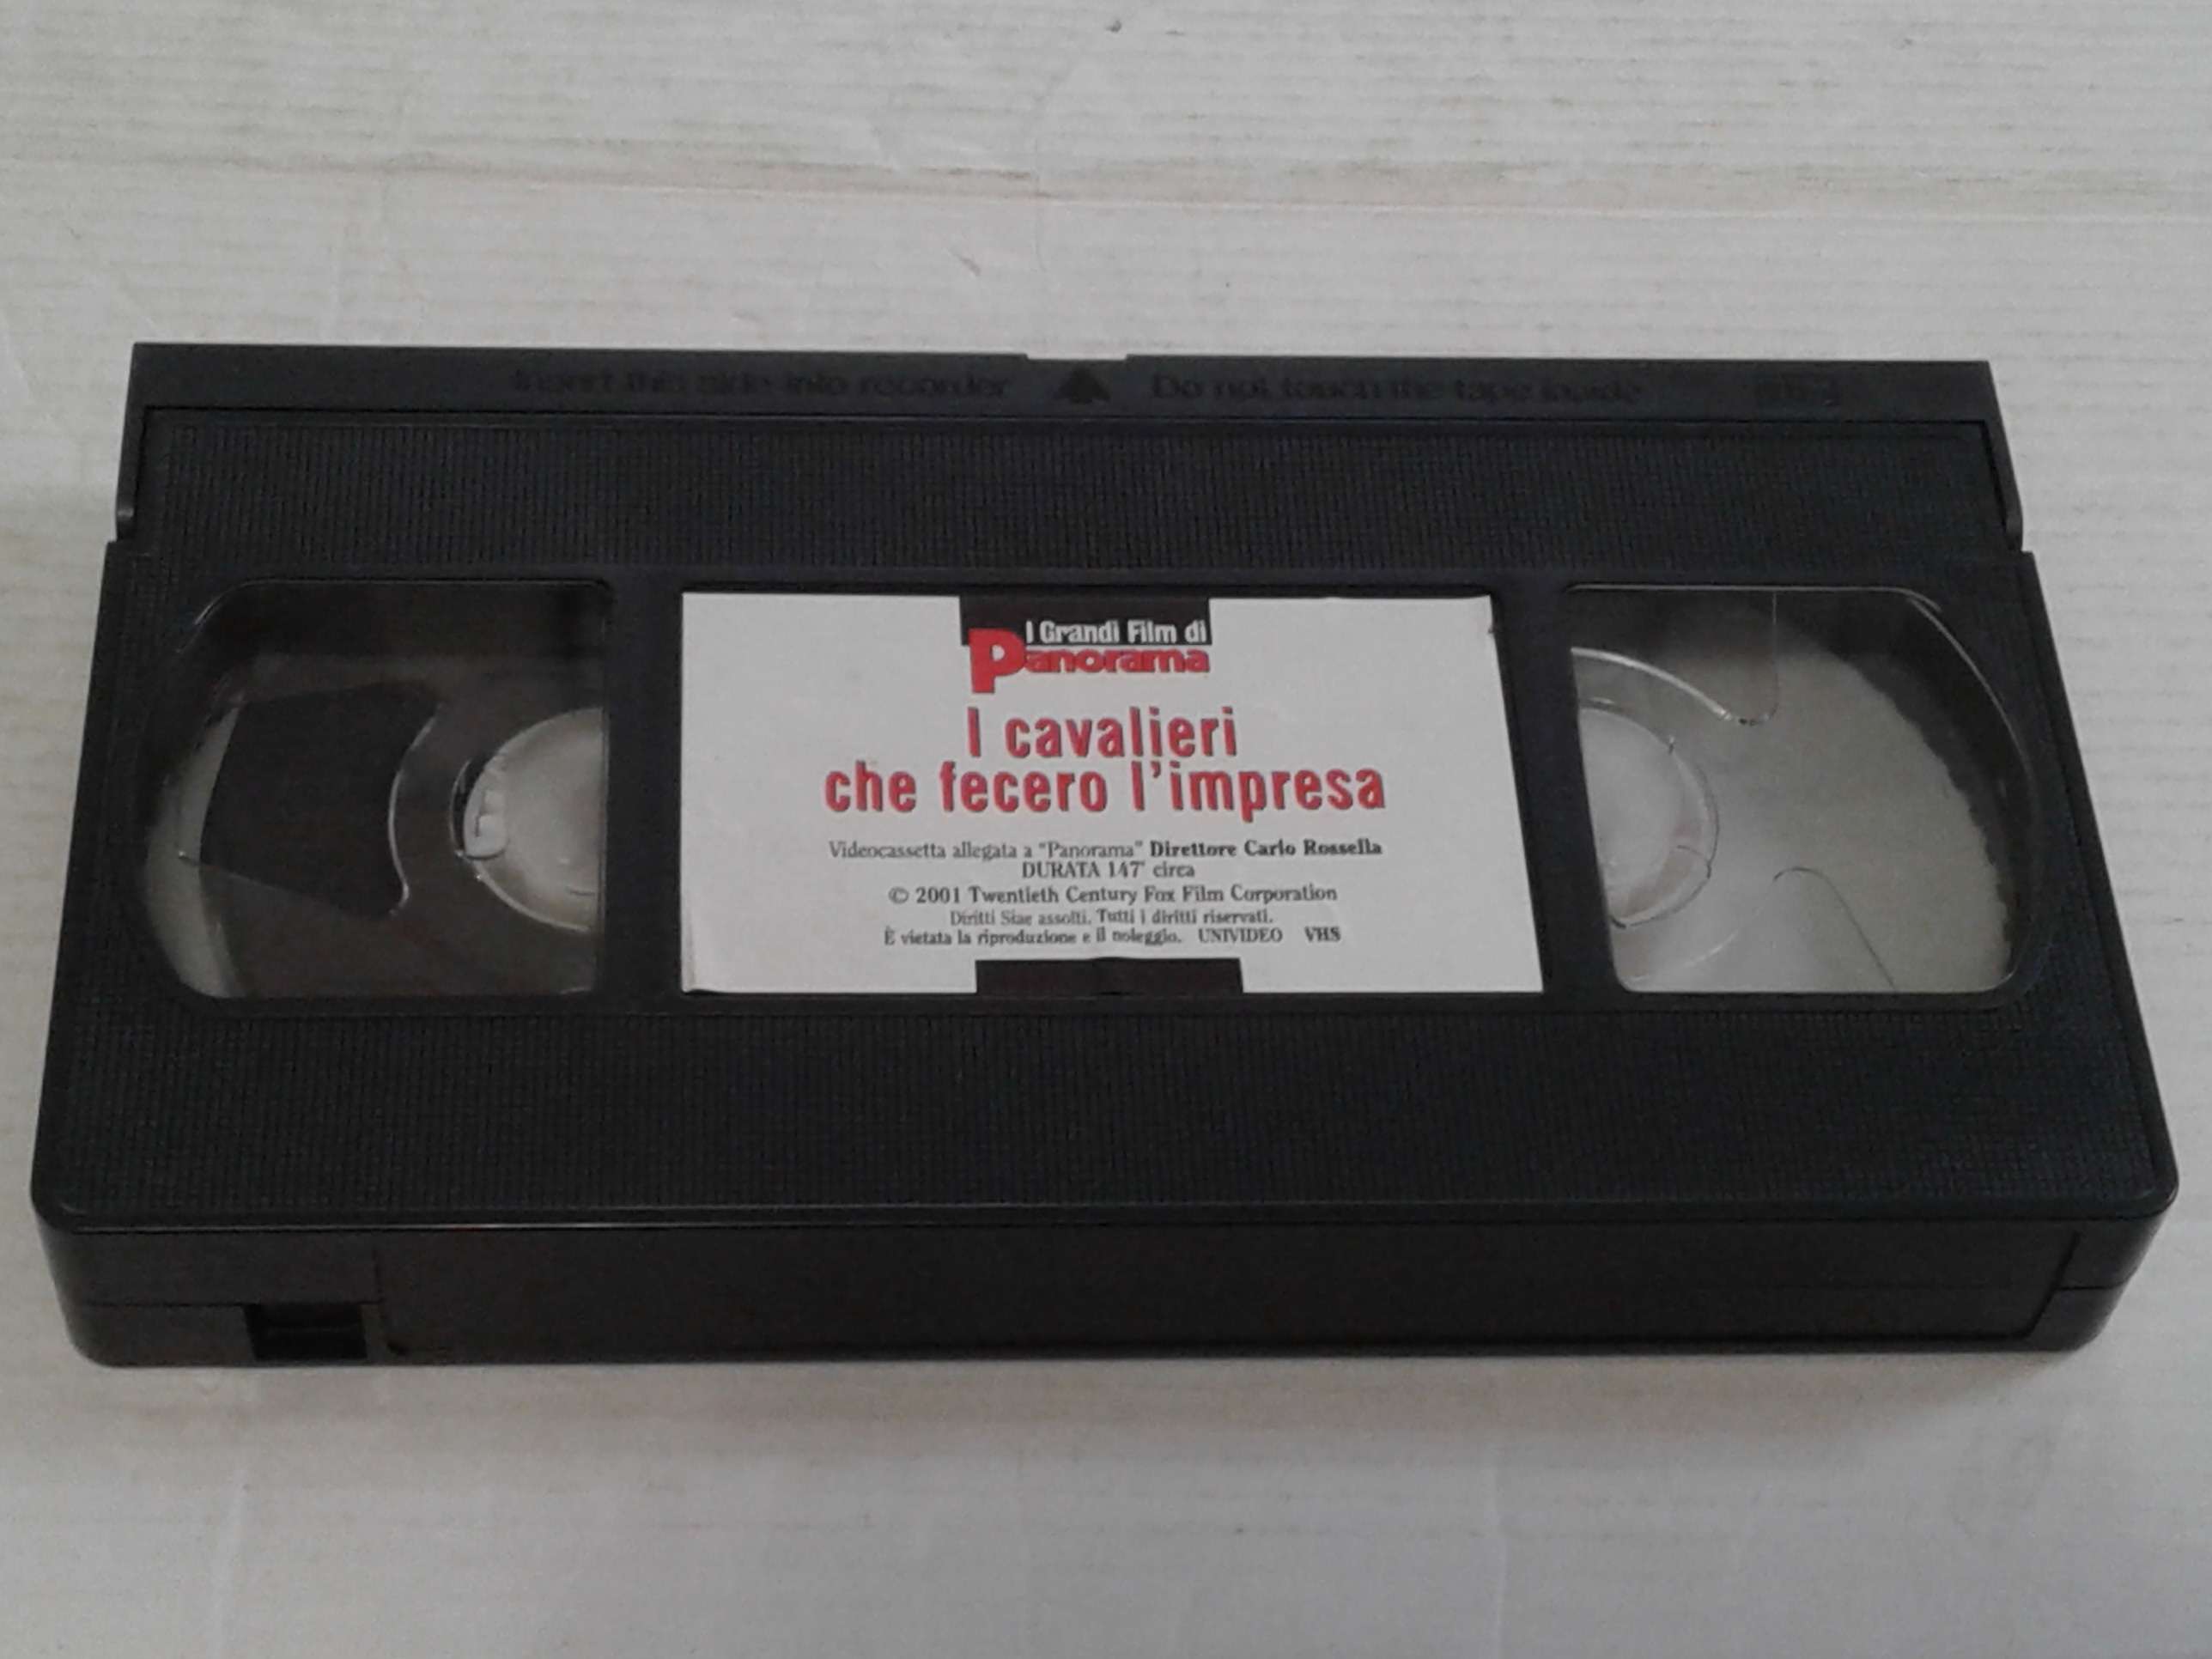 Insert this side into recorder ▲ Do not touch the tape inside
I Grandi Film di
Panorama
I cavalieri
che fecero l'impresa
Videocassetta allegata a "Panorama" Direttore Carlo Rossella
DURATA 147' circa
© 2001 Twentieth Century Fox Film Corporation
Diritti Siae assolti. Tutti i diritti riservati.
È vietata la riproduzione e il noleggio. UNIVIDEO VHS